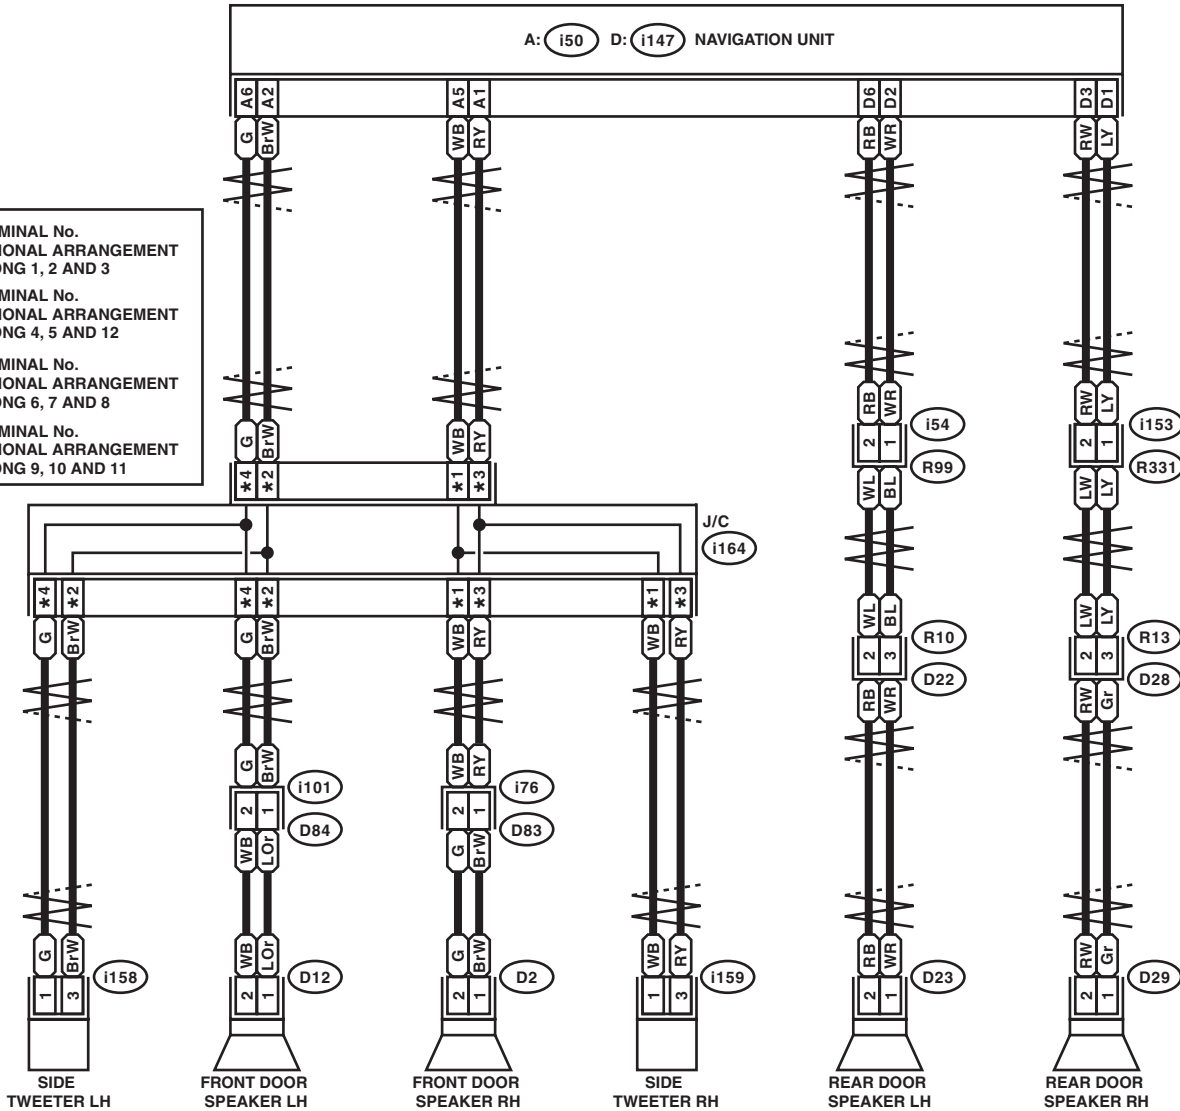 A: i50 D: i147 NAVIGATION UNIT
A6 A2 A5 A1 D6 D2 D3 D1
G BrW WB RY RB WR RW LY
MINAL No.
IONAL ARRANGEMENT
ONG 1, 2 AND 3
MINAL No.
IONAL ARRANGEMENT
ONG 4, 5 AND 12
MINAL No.
IONAL ARRANGEMENT
ONG 6, 7 AND 8
MINAL No.
IONAL ARRANGEMENT
ONG 9, 10 AND 11
RB WR RW LY
2 1 i54 2 1 i153
G BrW WB RY
*4 *2 *1 *3
R99 R331
WL BL LW LY
J/C
i164
*4 *2 *4 *2 *1 *3 *1 *3
G BrW G BrW WB RY WB RY
WL BL LW LY
2 3 R10 2 3 R13
D22 D28
RB WR RW Gr
G BrW WB RY
2 1 i101 2 1 i76
D84 D83
WB LOr G BrW
G BrW WB LOr G BrW WB RY RB WR RW Gr
1 3 i158 2 1 D12 2 1 D2 1 3 i159 2 1 D23 2 1 D29
SIDE
TWEETER LH
FRONT DOOR
SPEAKER LH
FRONT DOOR
SPEAKER RH
SIDE
TWEETER RH
REAR DOOR
SPEAKER LH
REAR DOOR
SPEAKER RH